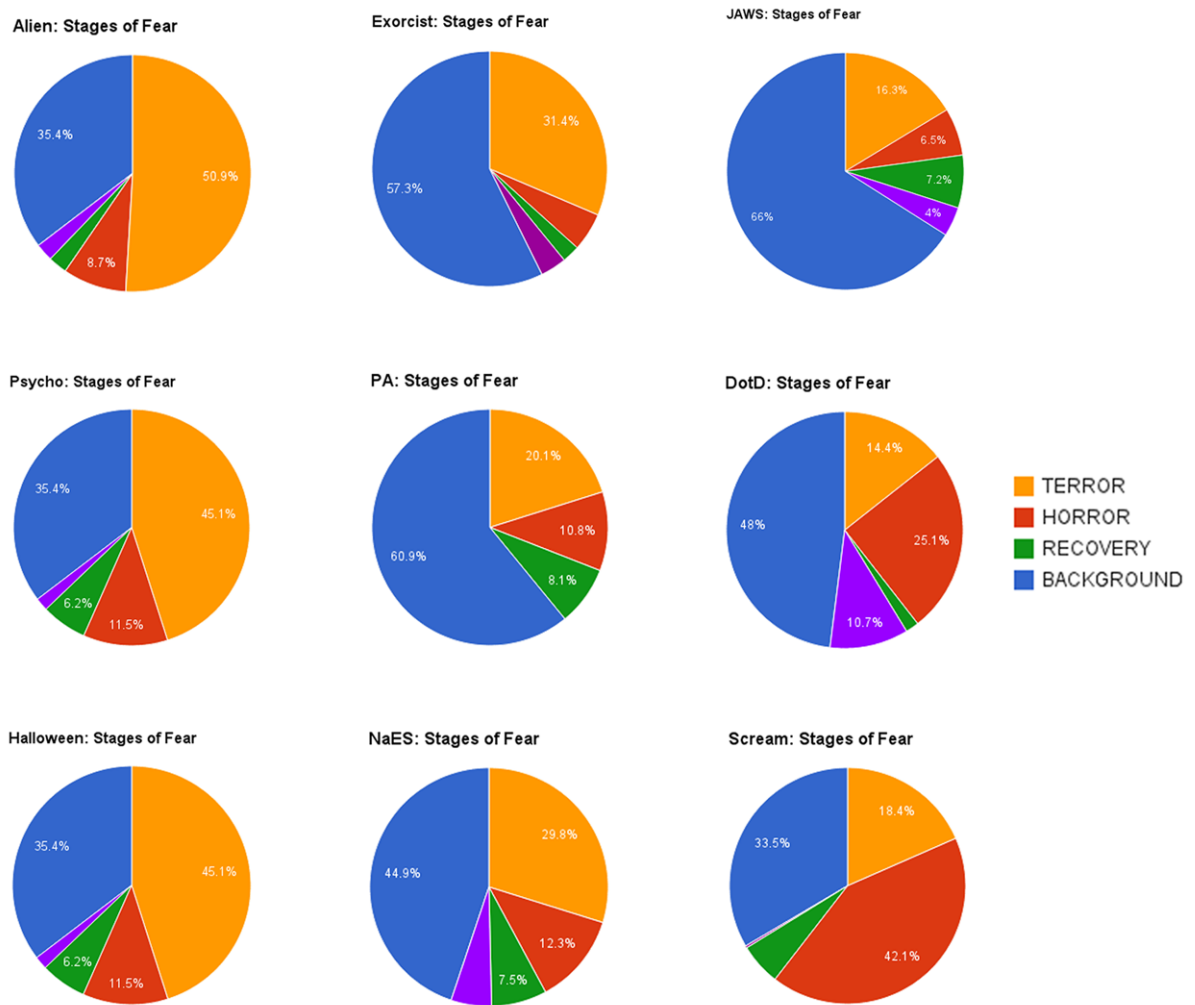 Alien: Stages of Fear
35.4%
50.9%
8.7%
Exorcist: Stages of Fear
31.4%
57.3%
JAWS: Stages of Fear
16.3%
6.5%
7.2%
4%
66%
Psycho: Stages of Fear
35.4%
45.1%
6.2%
11.5%
PA: Stages of Fear
20.1%
10.8%
60.9%
8.1%
DotD: Stages of Fear
14.4%
48%
25.1%
10.7%
TERROR
HORROR
RECOVERY
BACKGROUND
Halloween: Stages of Fear
35.4%
45.1%
6.2%
11.5%
NaES: Stages of Fear
29.8%
44.9%
12.3%
7.5%
Scream: Stages of Fear
18.4%
33.5%
42.1%